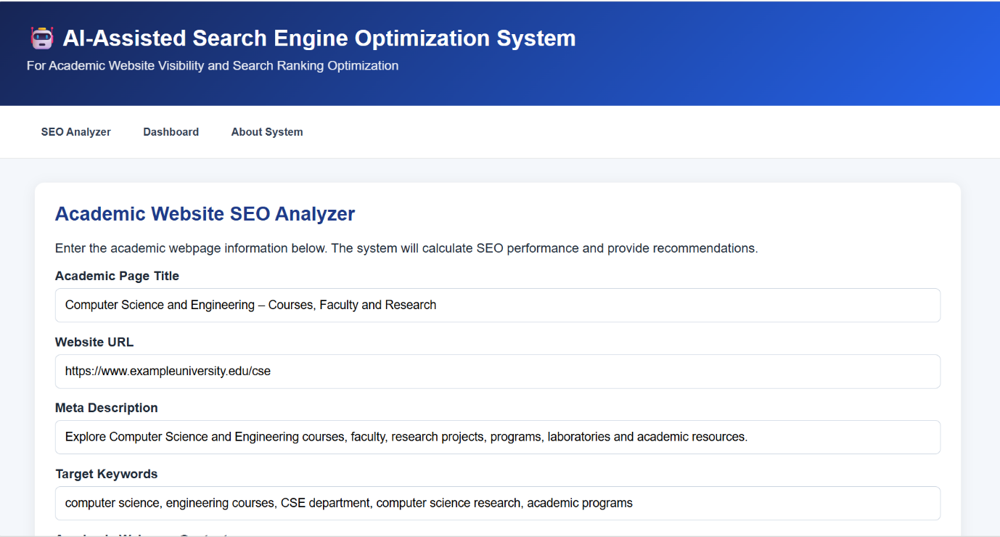 AI-Assisted Search Engine Optimization System
For Academic Website Visibility and Search Ranking Optimization
SEO Analyzer Dashboard About System
Academic Website SEO Analyzer
Enter the academic webpage information below. The system will calculate SEO performance and provide recommendations.
Academic Page Title
Computer Science and Engineering – Courses, Faculty and Research
Website URL
https://www.exampleuniversity.edu/cse
Meta Description
Explore Computer Science and Engineering courses, faculty, research projects, programs, laboratories and academic resources.
Target Keywords
computer science, engineering courses, CSE department, computer science research, academic programs